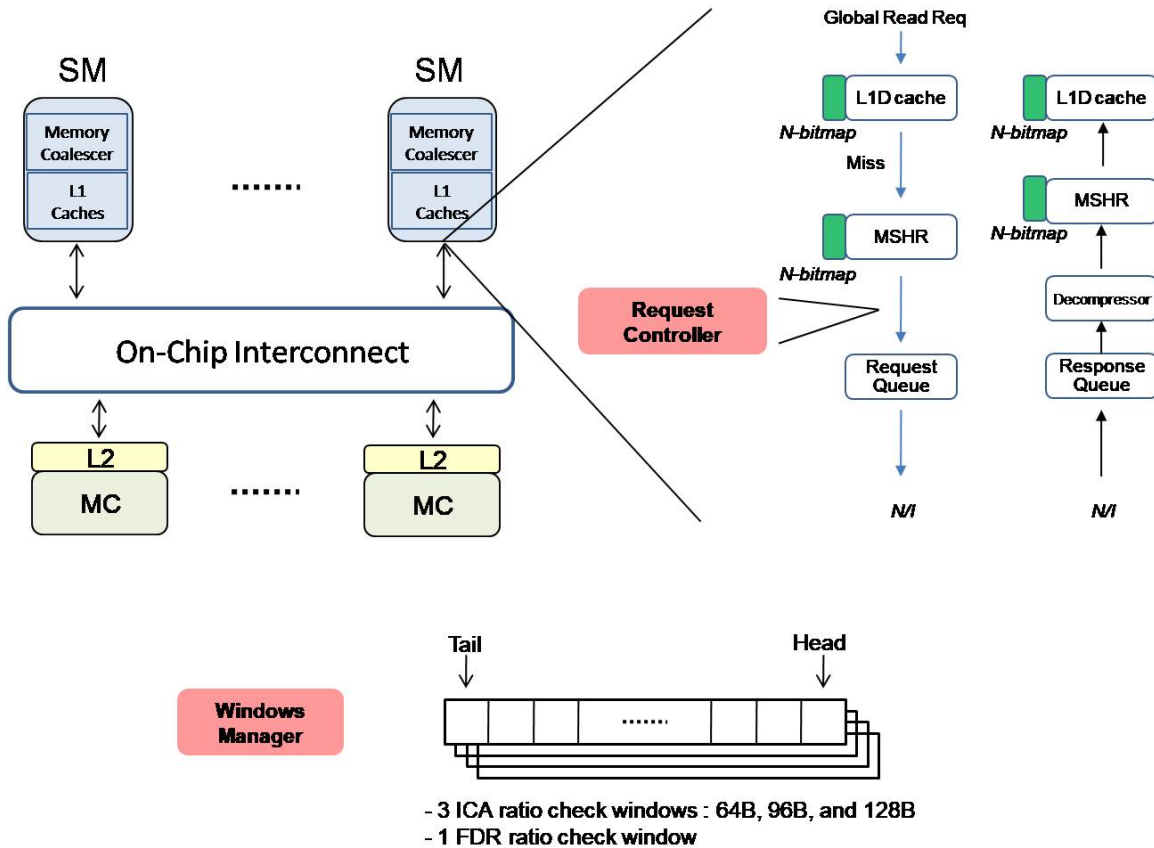 SM
Memory
Coalescer
L1
Caches
........
SM
Memory
Coalescer
L1
Caches
On-Chip Interconnect
L2
MC
........
L2
MC
Global Read Req
L1D cache
N-bitmap
Miss
MSHR
N-bitmap
Request
Controller
Request
Queue
N/I
L1D cache
N-bitmap
MSHR
N-bitmap
Decompressor
Response
Queue
N/I
Windows
Manager
Tail
Head
........
- 3 ICA ratio check windows : 64B, 96B, and 128B
- 1 FDR ratio check window